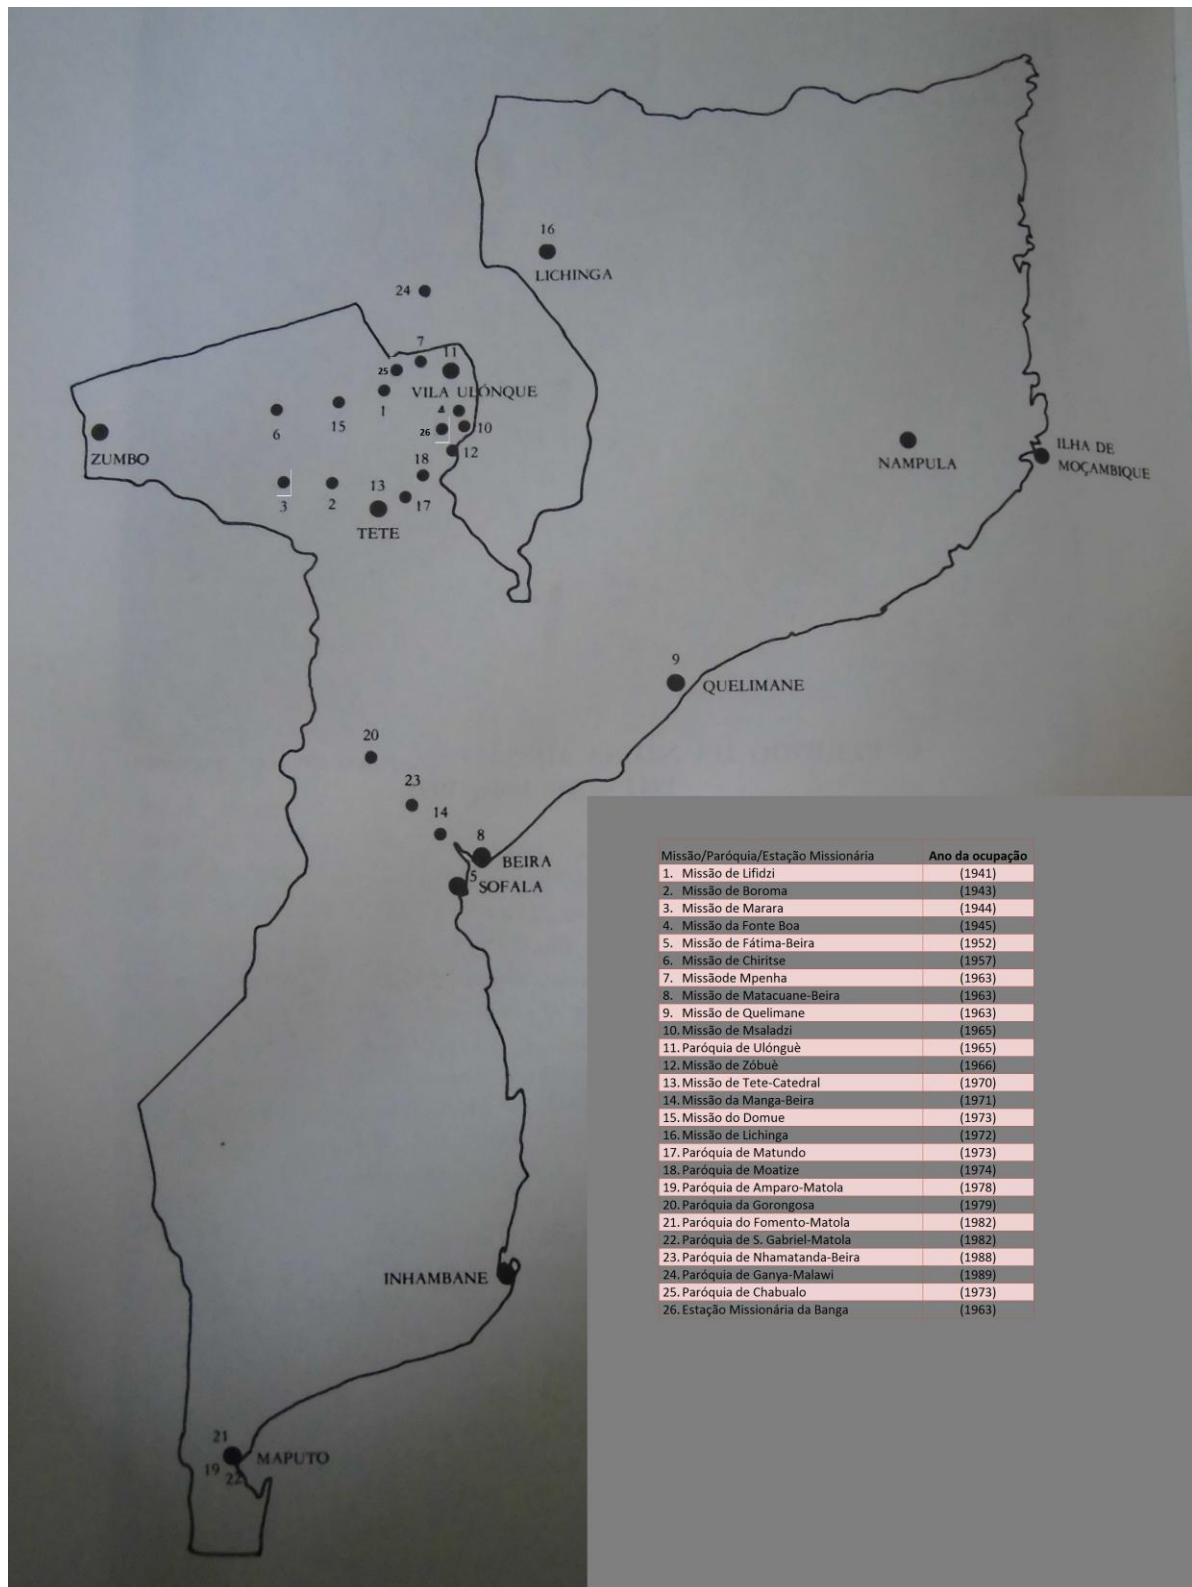 16
LICHINGA
24
7
11
25
VILA ULÓNQUE
1
4
6
15
26
10
ZUMBO
12
18
NAMPULA
ILHA DE
MOÇAMBIQUE
3
2
13
17
TETE
9
QUELIMANE
20
23
14
8
BEIRA
5
SOFALA
Missão/Paróquia/Estação Missionária Ano da ocupação
1. Missão de Lifidzi (1941)
2. Missão de Boroma (1943)
3. Missão de Marara (1944)
4. Missão da Fonte Boa (1945)
5. Missão de Fátima-Beira (1952)
6. Missão de Chiritse (1957)
7. Missãode Mpenha (1963)
8. Missão de Matacuane-Beira (1963)
9. Missão de Quelimane (1963)
10. Missão de Msaladzi (1965)
11. Paróquia de Ulónguè (1965)
12. Missão de Zóbuè (1966)
13. Missão de Tete-Catedral (1970)
14. Missão da Manga-Beira (1971)
15. Missão do Domue (1973)
16. Missão de Lichinga (1972)
17. Paróquia de Matundo (1973)
18. Paróquia de Moatize (1974)
19. Paróquia de Amparo-Matola (1978)
20. Paróquia da Gorongosa (1979)
21. Paróquia do Fomento-Matola (1982)
22. Paróquia de S. Gabriel-Matola (1982)
23. Paróquia de Nhamatanda-Beira (1988)
24. Paróquia de Ganya-Malawi (1989)
25. Paróquia de Chabualo (1973)
26. Estação Missionária da Banga (1963)
INHAMBANE
21
MAPUTO
19
22